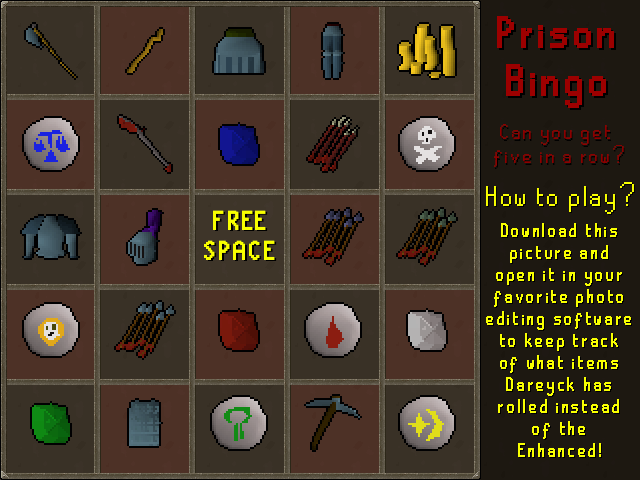 Prison
Bingo
Can you get
five in a row?
How to play?
Download this
picture and
open it in your
favorite photo
editing software
to keep track
of what items
Dareyck has
rolled instead
of the
Enhanced!
FREE
SPACE